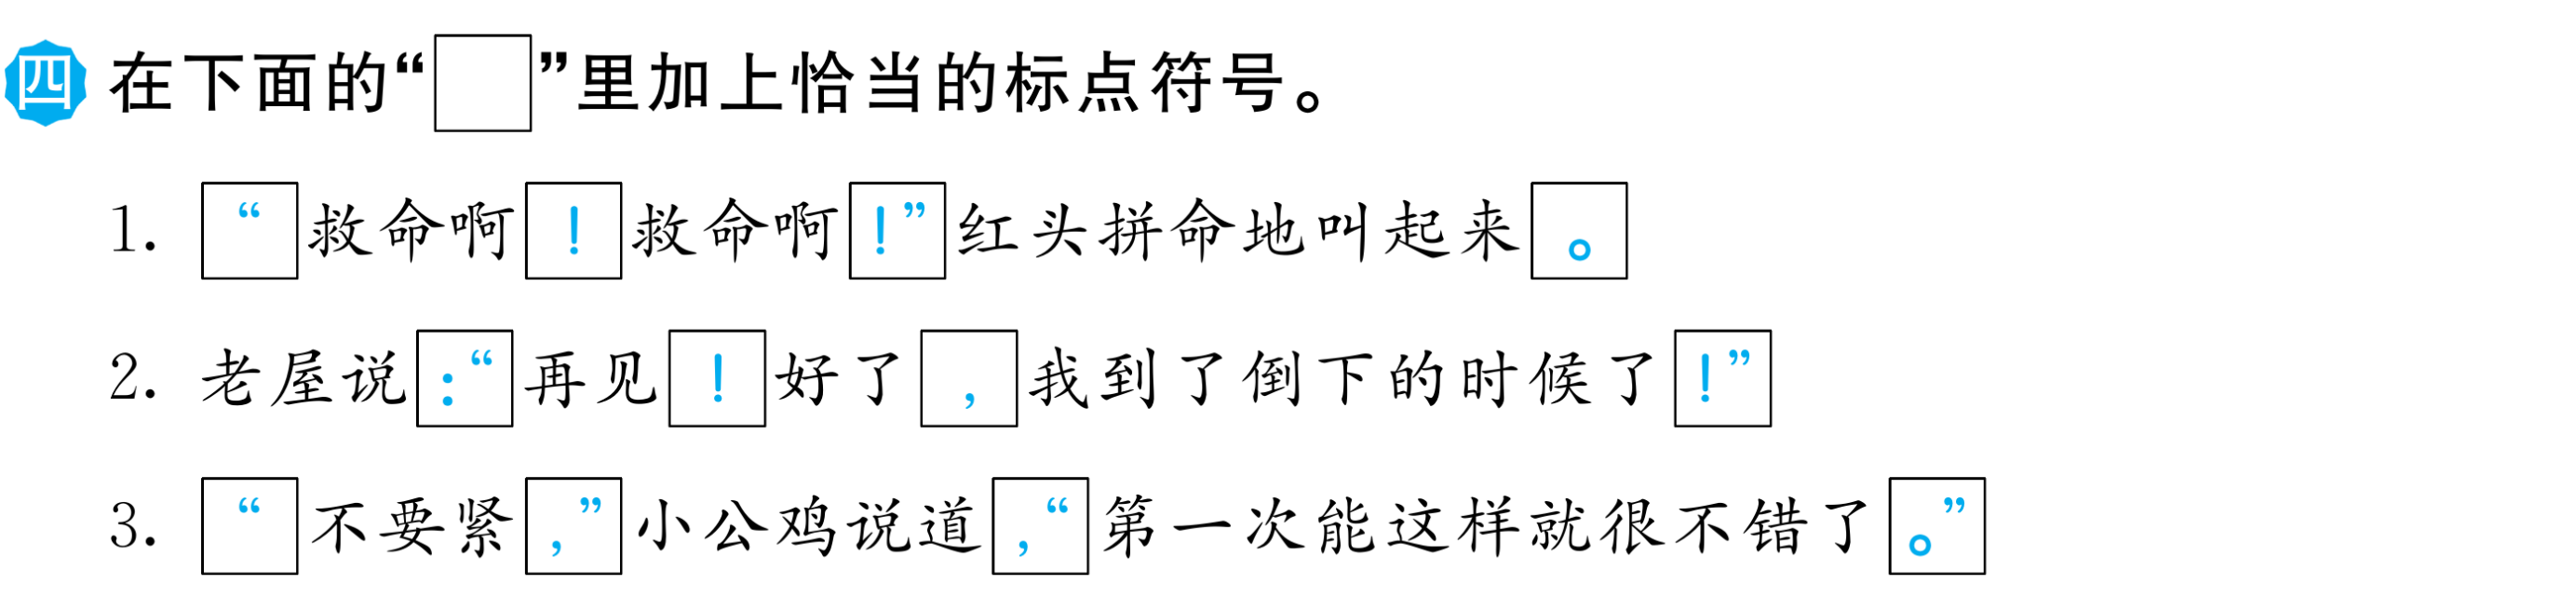 四 在下面的“□”里加上恰当的标点符号。
1. “救命啊！救命啊！”红头拼命地叫起来。
2. 老屋说：“再见！好了，我到了倒下的时候了！”
3. “不要紧，”小公鸡说道，“第一次能这样就很不错了。”